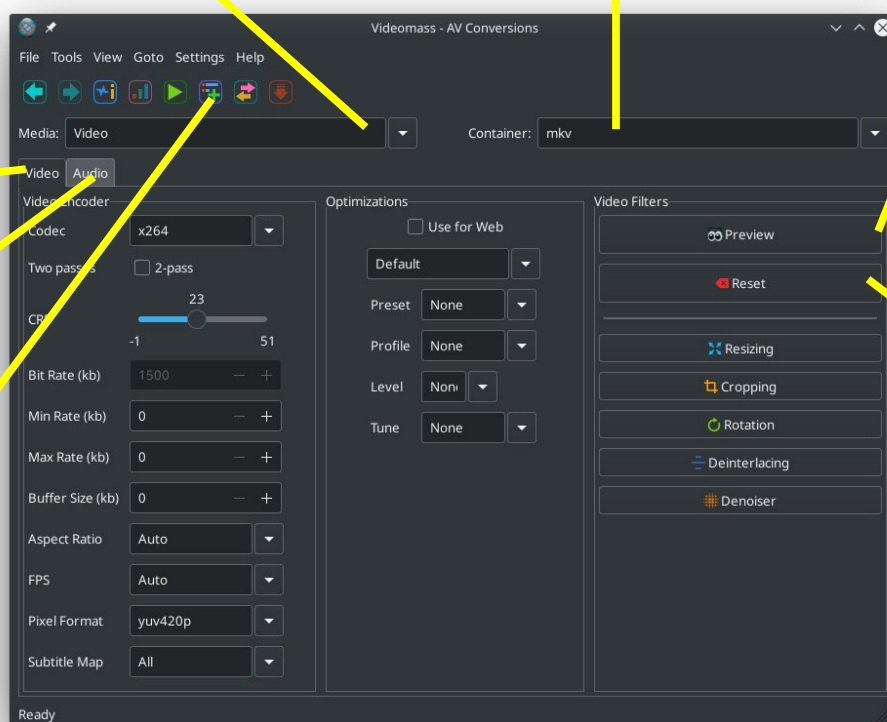 Videomass - AV Conversions
File Tools View Goto Settings Help
Media: Video Container: mkv
Video Audio
Video Encoder Optimizations Video Filters
Codec x264 Use for Web Preview
Two passes 2-pass Default Reset
23
CRF Preset None
-1 51 Profile None Resizing
Bit Rate (kb) 1500 Level None Cropping
Min Rate (kb) 0 Tune None Rotation
Max Rate (kb) 0 Deinterlacing
Buffer Size (kb) 0 Denoiser
Aspect Ratio Auto
FPS Auto
Pixel Format yuv420p
Subtitle Map All
Ready